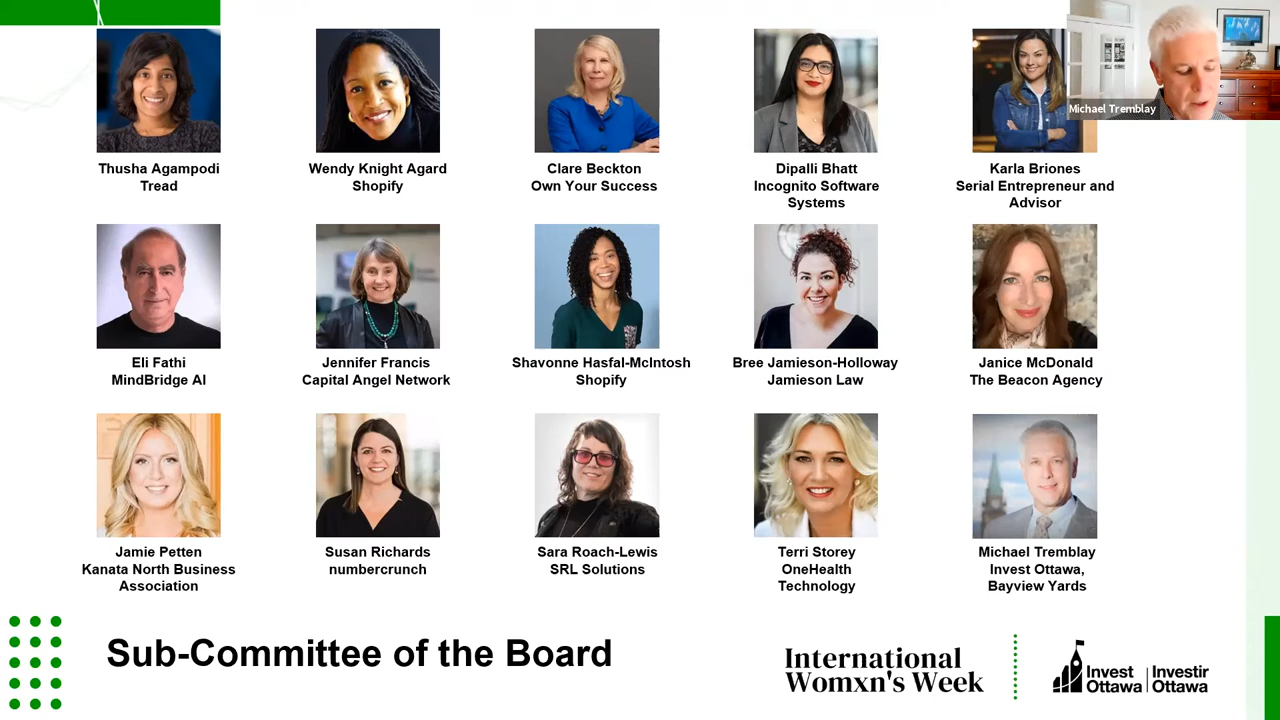 Michael Tremblay
Thusha Agampodi
Tread
Wendy Knight Agard
Shopify
Clare Beckton
Own Your Success
Dipalli Bhatt
Incognito Software
Systems
Karla Briones
Serial Entrepreneur and
Advisor
Eli Fathi
MindBridge AI
Jennifer Francis
Capital Angel Network
Shavonne Hasfal-McIntosh
Shopify
Bree Jamieson-Holloway
Jamieson Law
Janice McDonald
The Beacon Agency
Jamie Petten
Kanata North Business
Association
Susan Richards
numbercrunch
Sara Roach-Lewis
SRL Solutions
Terri Storey
OneHealth
Technology
Michael Tremblay
Invest Ottawa,
Bayview Yards
Sub-Committee of the Board
International
Womxn's Week
Invest
Ottawa
Investir
Ottawa